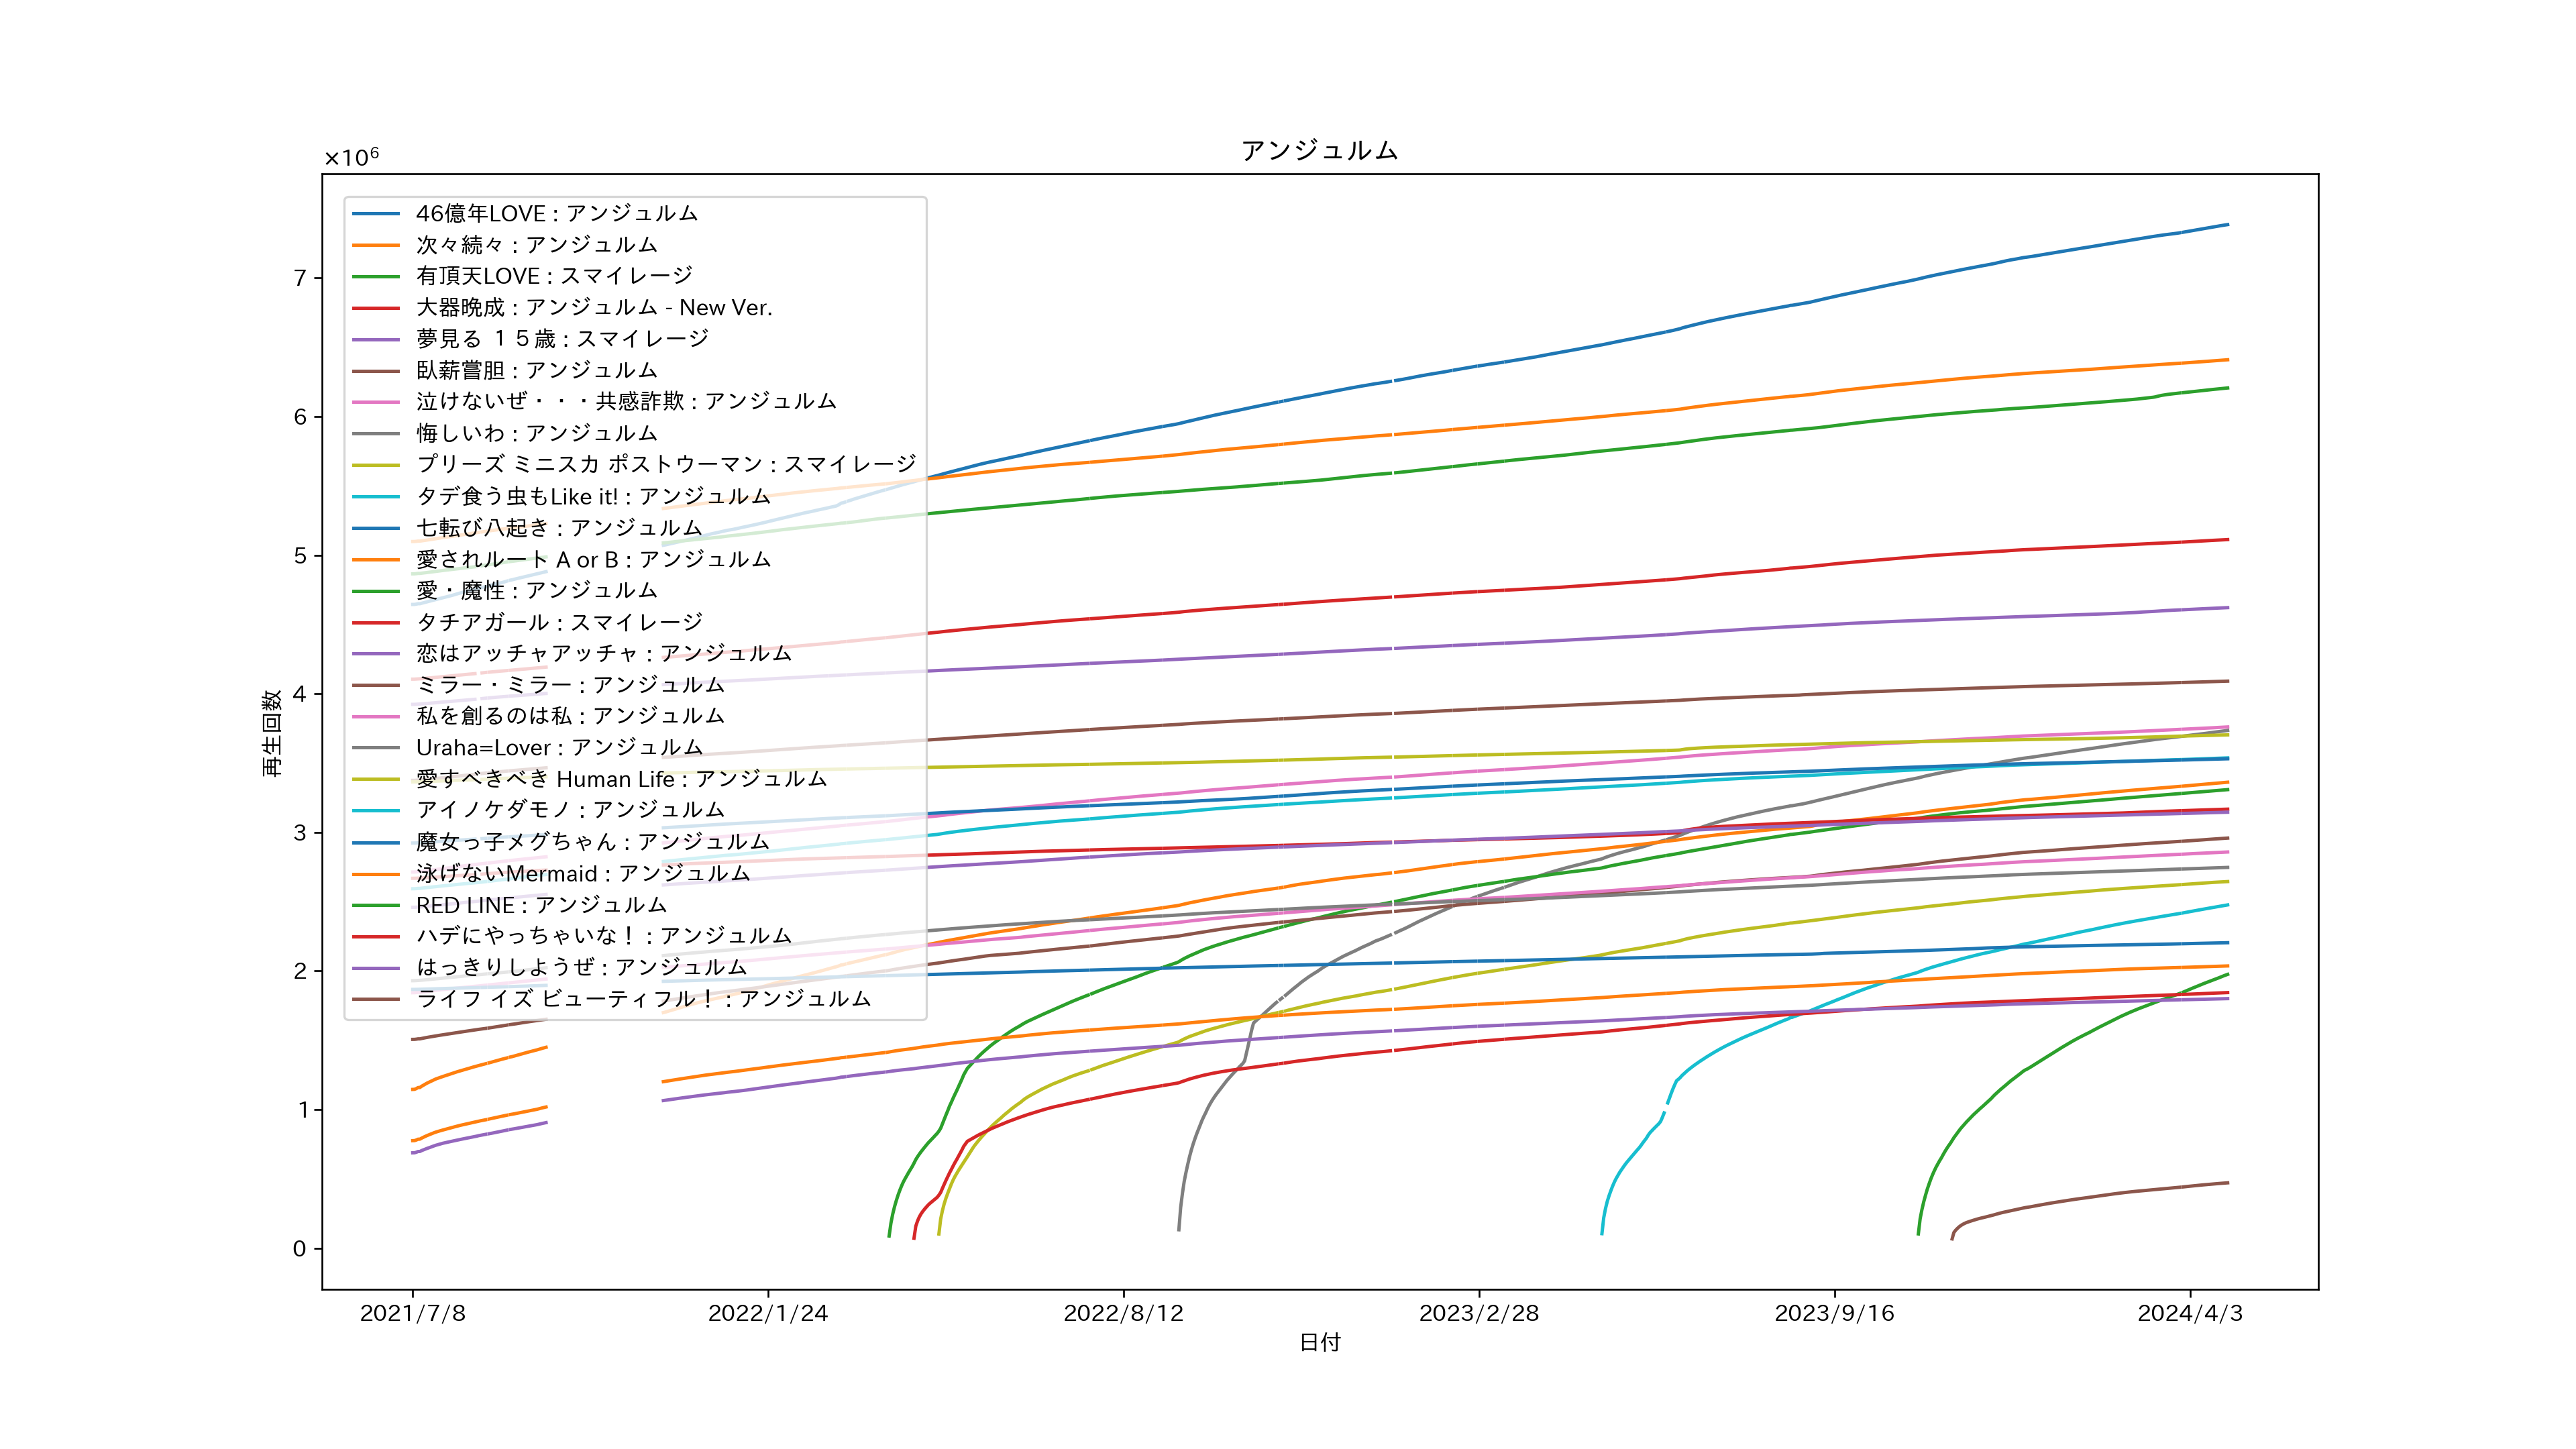 アンジュルム
×10⁶
46億年LOVE : アンジュルム
次々続々 : アンジュルム
有頂天LOVE : スマイレージ
大器晩成 : アンジュルム - New Ver.
夢見る １５歳 : スマイレージ
臥薪嘗胆 : アンジュルム
泣けないぜ・・・共感詐欺 : アンジュルム
悔しいわ : アンジュルム
プリーズ ミニスカ ポストウーマン : スマイレージ
タデ食う虫もLike it! : アンジュルム
七転び八起き : アンジュルム
愛されルート A or B : アンジュルム
愛・魔性 : アンジュルム
タチアガール : スマイレージ
恋はアッチャアッチャ : アンジュルム
ミラー・ミラー : アンジュルム
私を創るのは私 : アンジュルム
Uraha=Lover : アンジュルム
愛すべきべき Human Life : アンジュルム
アイノケダモノ : アンジュルム
魔女っ子メグちゃん : アンジュルム
泳げないMermaid : アンジュルム
RED LINE : アンジュルム
ハデにやっちゃいな！ : アンジュルム
はっきりしようぜ : アンジュルム
ライフ イズ ビューティフル！ : アンジュルム
7
6
5
4
3
2
1
0
再生回数
2021/7/8 2022/1/24 2022/8/12 2023/2/28 2023/9/16 2024/4/3
日付